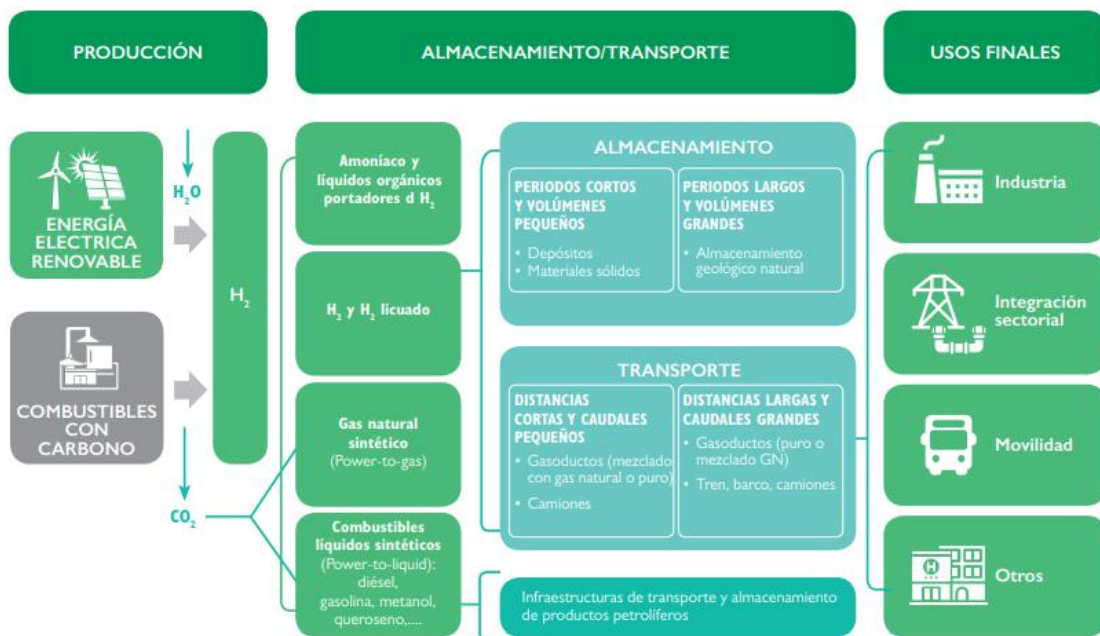 PRODUCCIÓN
ALMACENAMIENTO/TRANSPORTE
USOS FINALES
H₂O
ENERGÍA
ELECTRICA
RENOVABLE
COMBUSTIBLES
CON
CARBONO
CO₂
H₂
Amoníaco y
líquidos orgánicos
portadores d H₂
H₂ y H₂ licuado
Gas natural
sintético
(Power-to-gas)
Combustibles
líquidos sintéticos
(Power-to-liquid):
diésel,
gasolina, metanol,
queroseno,....
ALMACENAMIENTO
PERIODOS CORTOS
Y VOLÚMENES
PEQUEÑOS
• Depósitos
• Materiales sólidos
PERIODOS LARGOS
Y VOLÚMENES
GRANDES
• Almacenamiento
geológico natural
TRANSPORTE
DISTANCIAS
CORTAS Y CAUDALES
PEQUEÑOS
• Gasoductos (mezclado
con gas natural o puro)
• Camiones
DISTANCIAS LARGAS Y
CAUDALES GRANDES
• Gasoductos (puro o
mezclado GN)
• Tren, barco, camiones
Infraestructuras de transporte y almacenamiento
de productos petrolíferos
Industria
Integración
sectorial
Movilidad
H
Otros